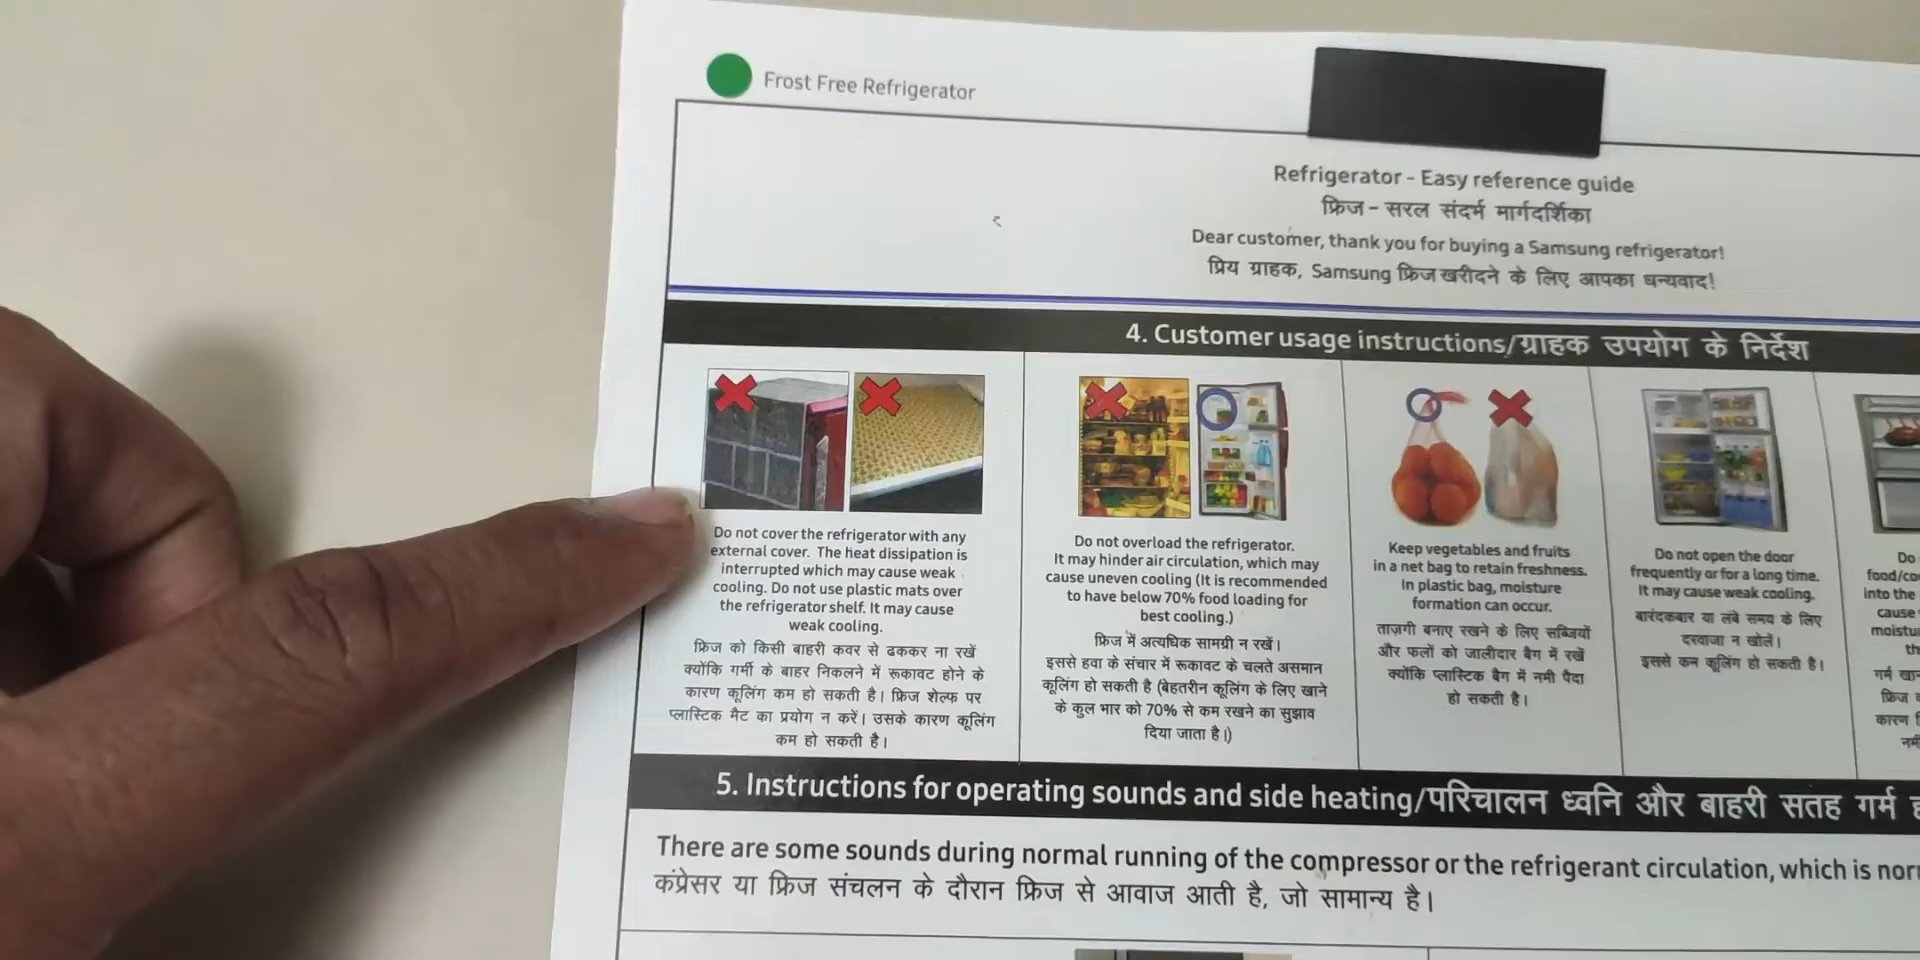 Frost Free Refrigerator
Refrigerator - Easy reference guide
फ्रिज - सरल संदर्भ मार्गदर्शिका
Dear customer, thank you for buying a Samsung refrigerator!
प्रिय ग्राहक, Samsung फ्रिज खरीदने के लिए आपका धन्यवाद!
4. Customer usage instructions/ग्राहक उपयोग के निर्देश
Do not cover the refrigerator with any
external cover. The heat dissipation is
interrupted which may cause weak
cooling. Do not use plastic mats over
the refrigerator shelf. It may cause
weak cooling.
फ्रिज को किसी बाहरी कवर से ढककर ना रखें
क्योंकि गर्मी के बाहर निकलने में रूकावट होने के
कारण कूलिंग कम हो सकती है। फ्रिज शेल्फ पर
प्लास्टिक मैट का प्रयोग न करें। उसके कारण कूलिंग
कम हो सकती है।
Do not overload the refrigerator.
It may hinder air circulation, which may
cause uneven cooling (It is recommended
to have below 70% food loading for
best cooling.)
फ्रिज में अत्यधिक सामग्री न रखें।
इससे हवा के संचार में रूकावट के चलते असमान
कूलिंग हो सकती है (बेहतरीन कूलिंग के लिए खाने
के कुल भार को 70% से कम रखने का सुझाव
दिया जाता है।)
Keep vegetables and fruits
in a net bag to retain freshness.
In plastic bag, moisture
formation can occur.
ताज़गी बनाए रखने के लिए सब्जियों
और फलों को जालीदार बैग में रखें
क्योंकि प्लास्टिक बैग में नमी पैदा
हो सकती है।
Do not open the door
frequently or for a long time.
It may cause weak cooling.
बारंदकबार या लंबे समय के लिए
दरवाजा न खोलें।
इससे कम कूलिंग हो सकती है।
Do
into the
cause
गर्म
फ्रिज
कारण
5. Instructions for operating sounds and side heating/परिचालन ध्वनि और बाहरी सतह गर्म
There are some sounds during normal running of the compressor or the refrigerant circulation, which is
कंप्रेसर या फ्रिज संचलन के दौरान फ्रिज से आवाज आती है, जो सामान्य है।